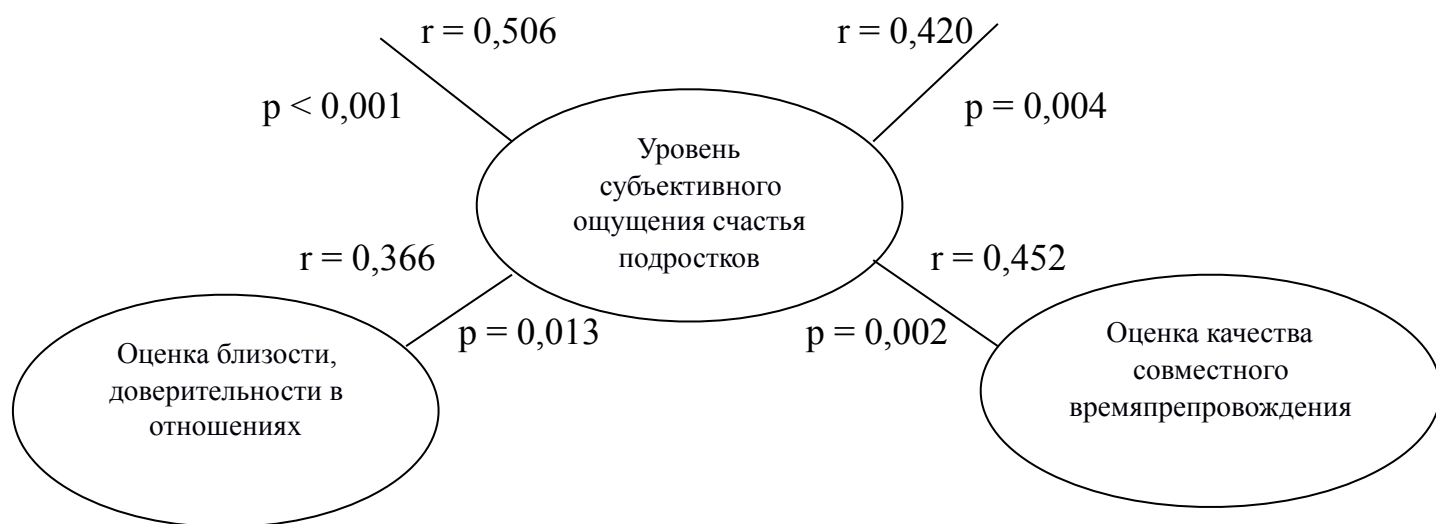 r = 0,506
r = 0,420
p < 0,001
p = 0,004
Уровень
субъективного
ощущения счастья
подростков
r = 0,366
r = 0,452
p = 0,013
p = 0,002
Оценка близости,
доверительности в
отношениях
Оценка качества
совместного
времяпрепровождения